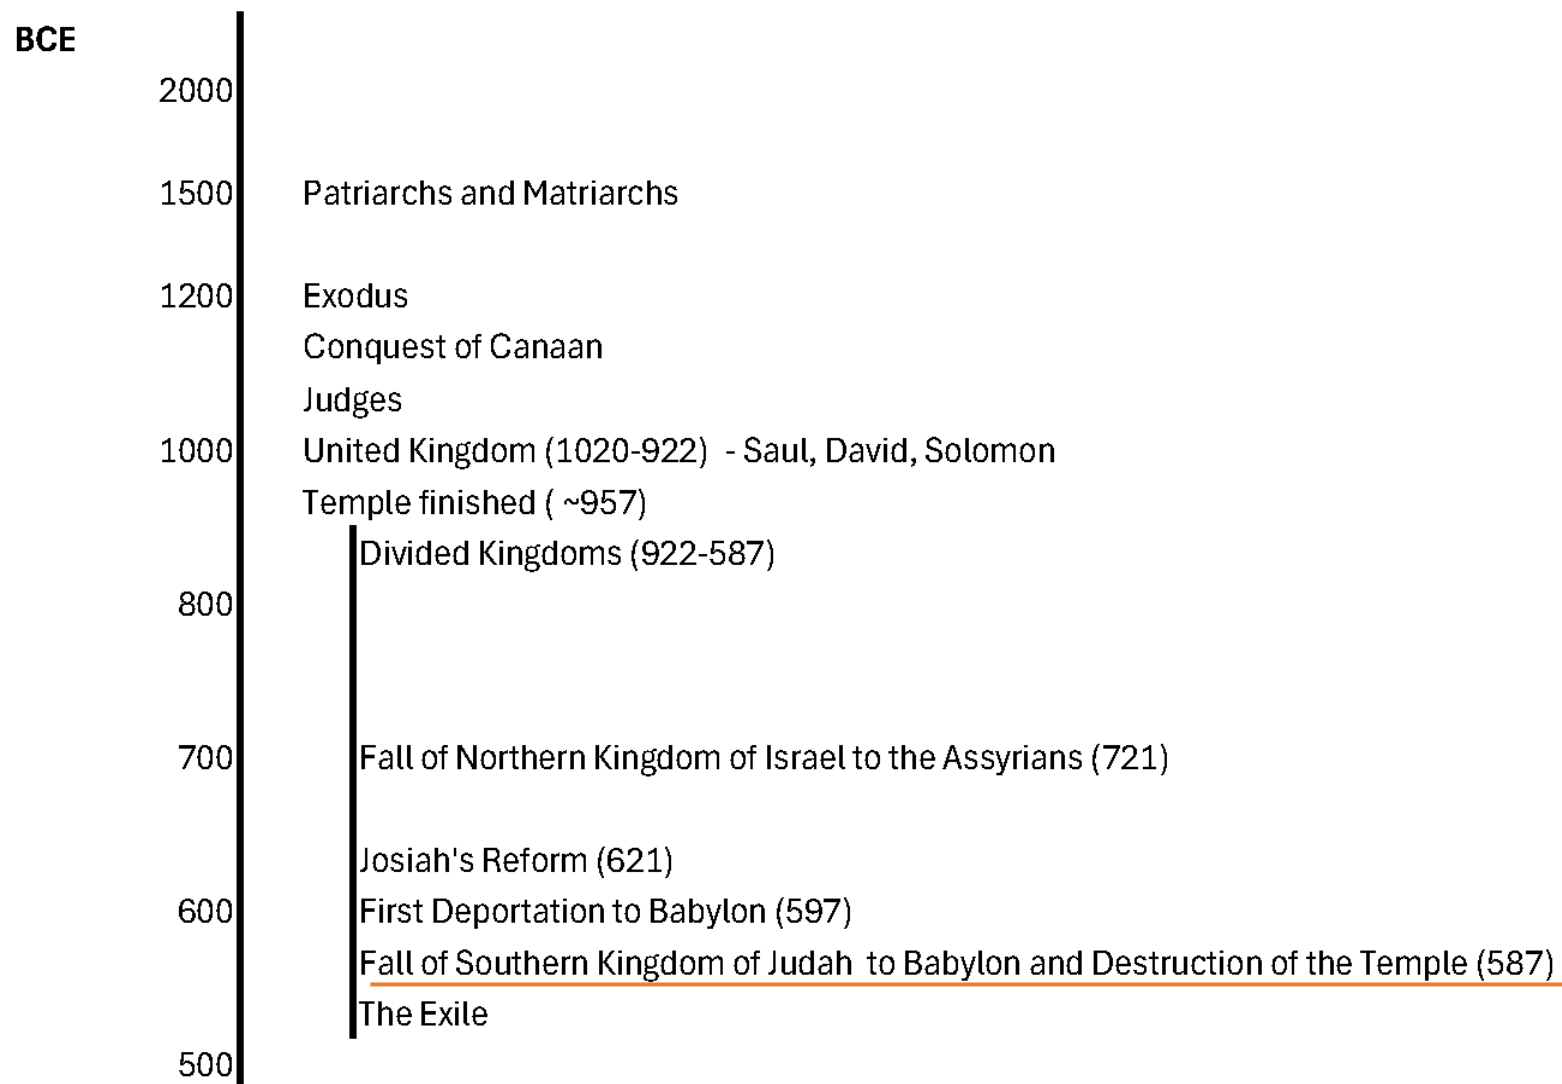 BCE
2000
1500 Patriarchs and Matriarchs
1200 Exodus
Conquest of Canaan
Judges
1000 United Kingdom (1020-922)  - Saul, David, Solomon
Temple finished ( ~957)
Divided Kingdoms (922-587)
800
700 Fall of Northern Kingdom of Israel to the Assyrians (721)
Josiah's Reform (621)
600 First Deportation to Babylon (597)
Fall of Southern Kingdom of Judah  to Babylon and Destruction of the Temple (587)
The Exile
500